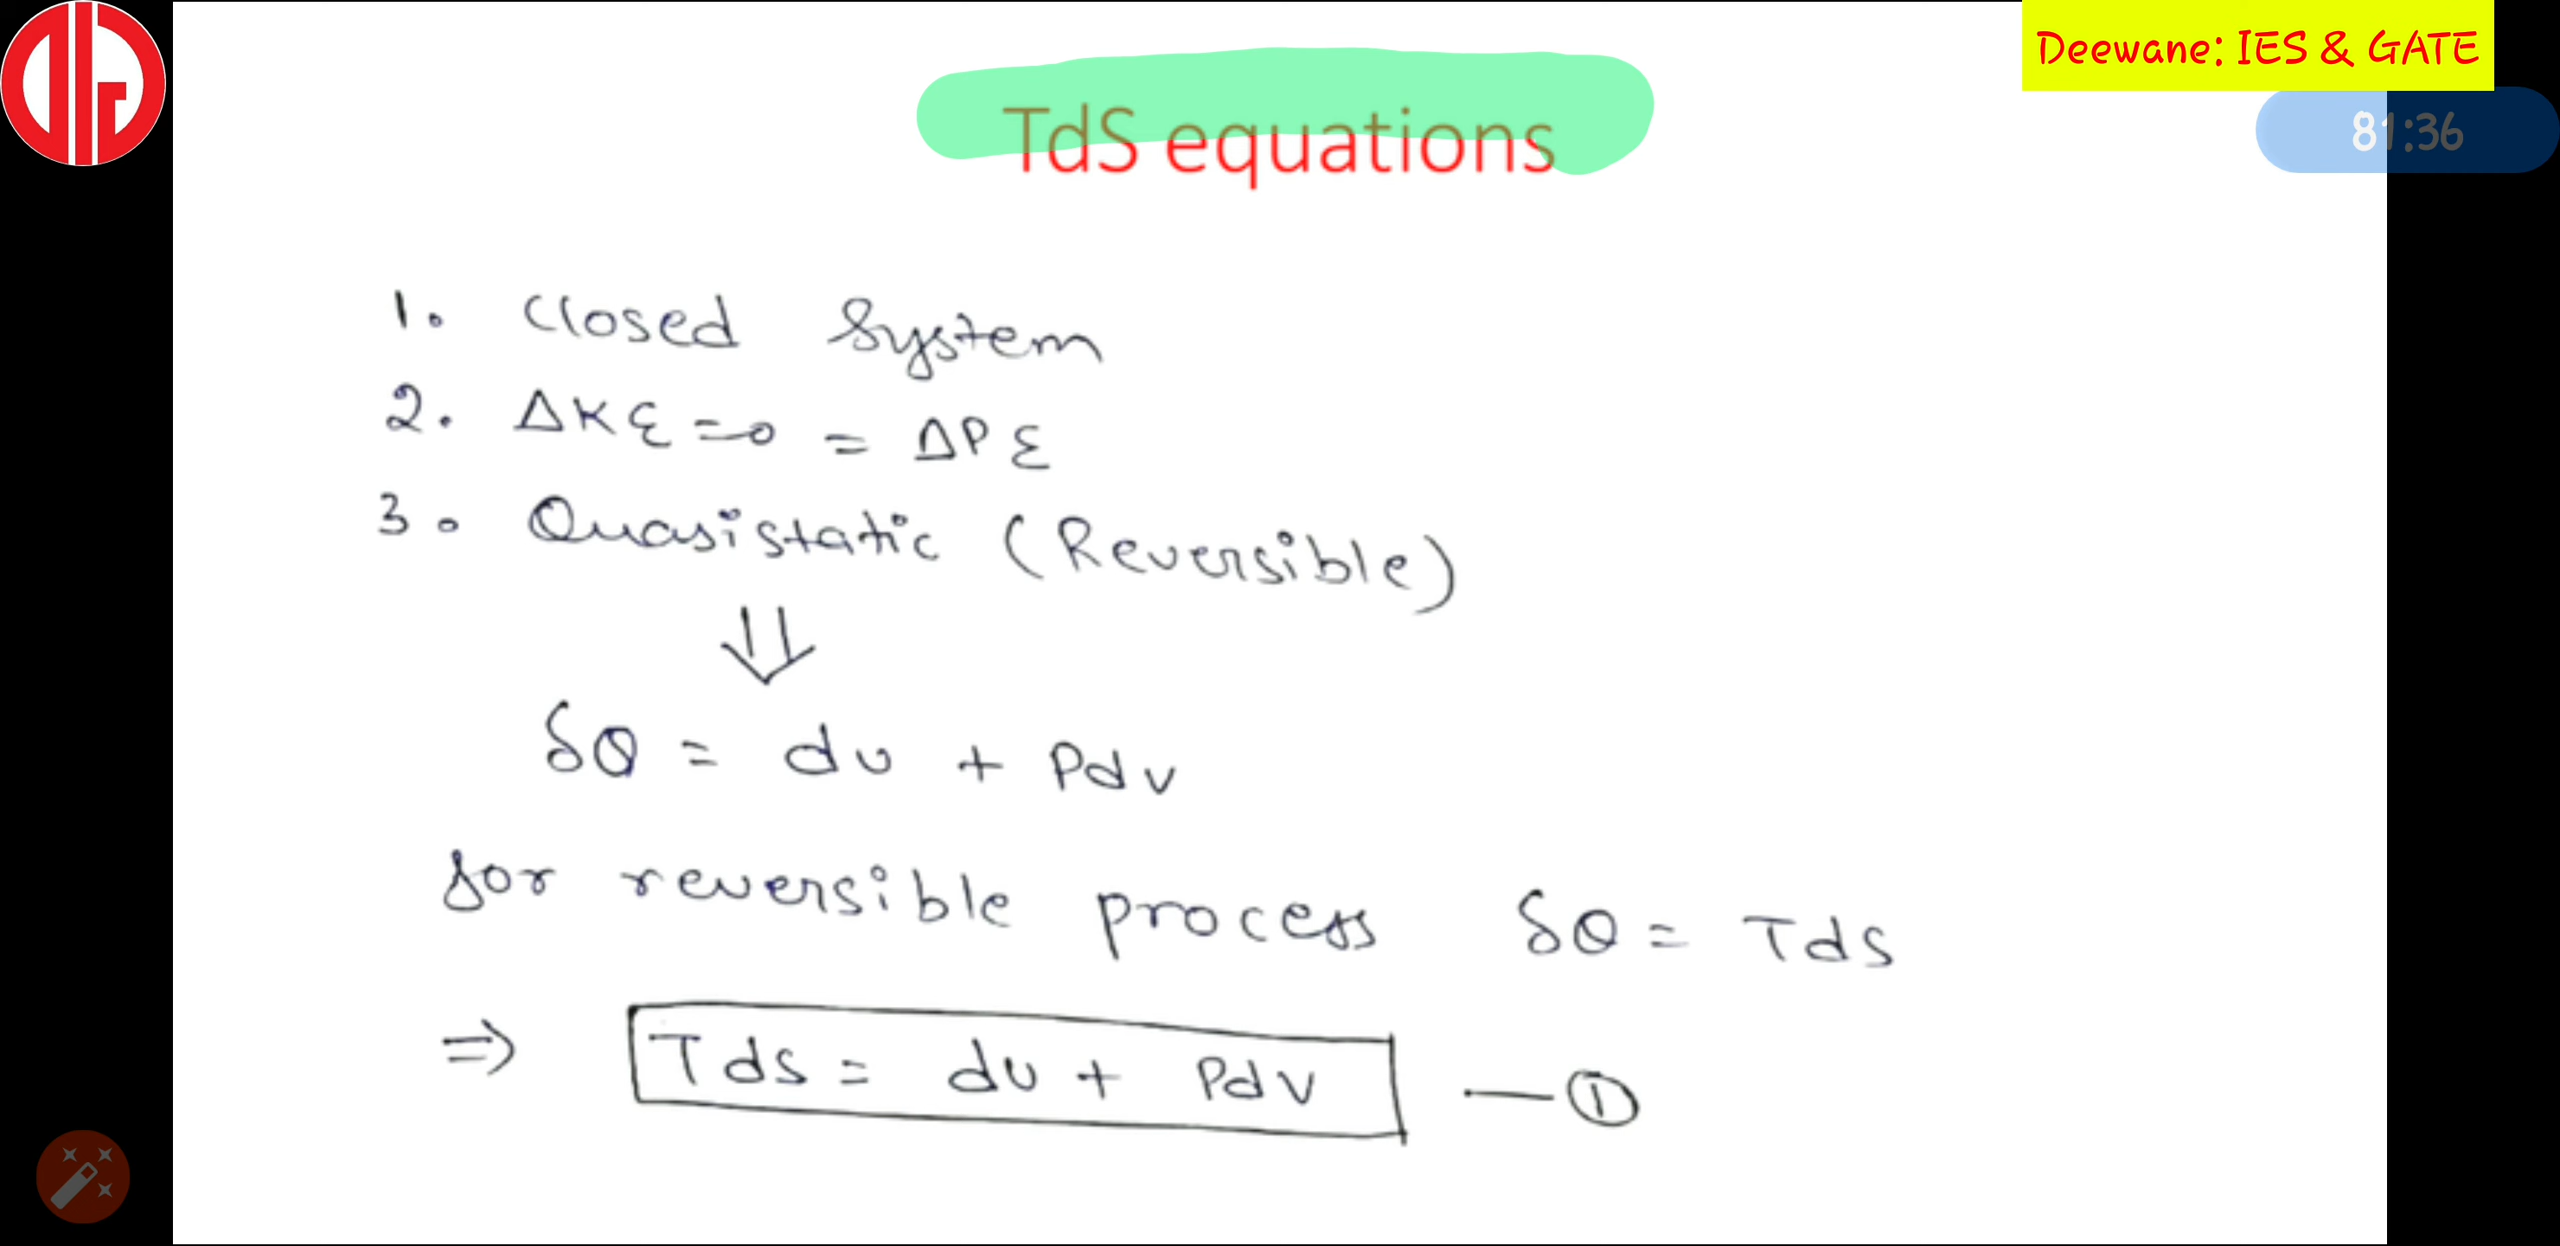 Deewane: IES & GATE
81:36
TdS equations
1. Closed System
2. ΔKE = 0 = ΔPE
3. Quasistatic (Reversible)
⇓
δQ = du + Pdv
for reversible process δQ = Tds
⇒ Tds = du + Pdv — ①